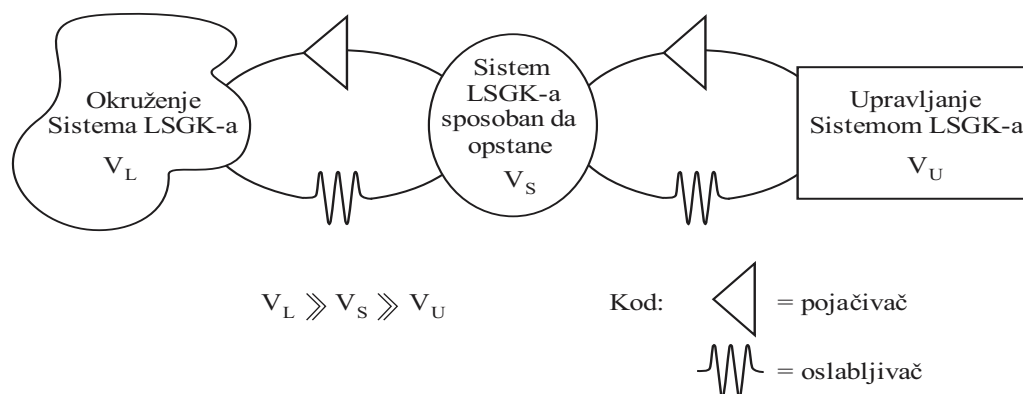 Okruženje
Sistema LSGK-a
V_L
Sistem
LSGK-a
sposoban da
opstane
V_S
Upravljanje
Sistemom LSGK-a
V_U
V_L ≫ V_S ≫ V_U
Kod:
= pojačivač
= oslabljivač